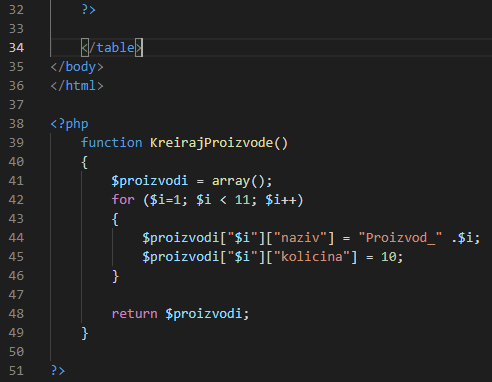 32 ?>
33
34 </table>
35 </body>
36 </html>
37
38 <?php
39 function KreirajProizvode()
40 {
41 $proizvodi = array();
42 for ($i=1; $i < 11; $i++)
43 {
44 $proizvodi["$i"]["naziv"] = "Proizvod_" .$i;
45 $proizvodi["$i"]["kolicina"] = 10;
46 }
47
48 return $proizvodi;
49 }
50
51 ?>